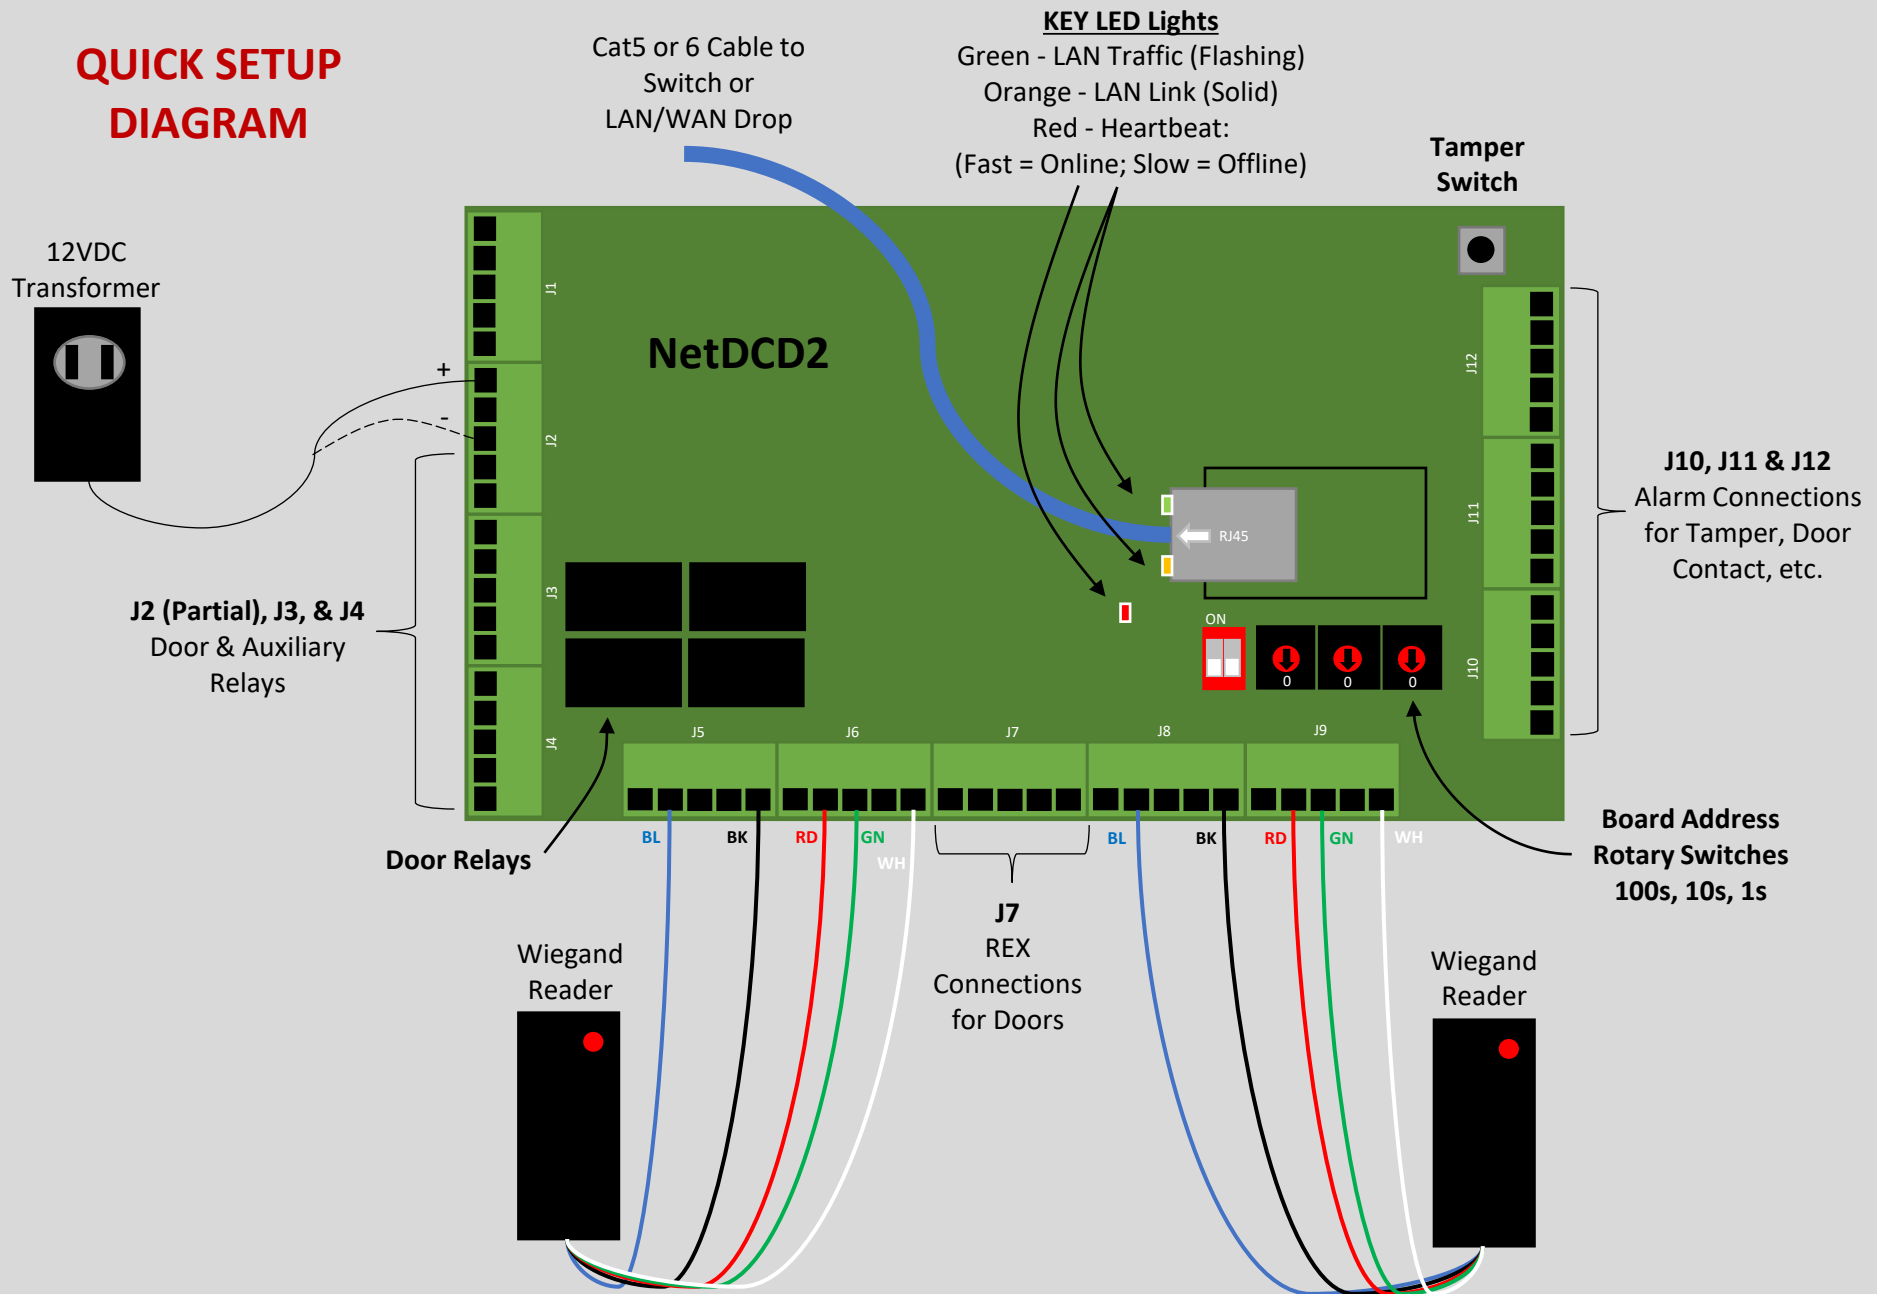 QUICK SETUP
DIAGRAM
Cat5 or 6 Cable to
Switch or
LAN/WAN Drop
KEY LED Lights
Green - LAN Traffic (Flashing)
Orange - LAN Link (Solid)
Red - Heartbeat:
(Fast = Online; Slow = Offline)
Tamper
Switch
12VDC
Transformer
+
-
J1
J2
J3
J4
NetDCD2
RJ45
ON
0
0
0
J12
J11
J10
J10, J11 & J12
Alarm Connections
for Tamper, Door
Contact, etc.
J2 (Partial), J3, & J4
Door & Auxiliary
Relays
J5
J6
J7
J8
J9
BL
BK
RD
GN
WH
BL
BK
RD
GN
WH
Door Relays
Board Address
Rotary Switches
100s, 10s, 1s
J7
REX
Connections
for Doors
Wiegand
Reader
Wiegand
Reader